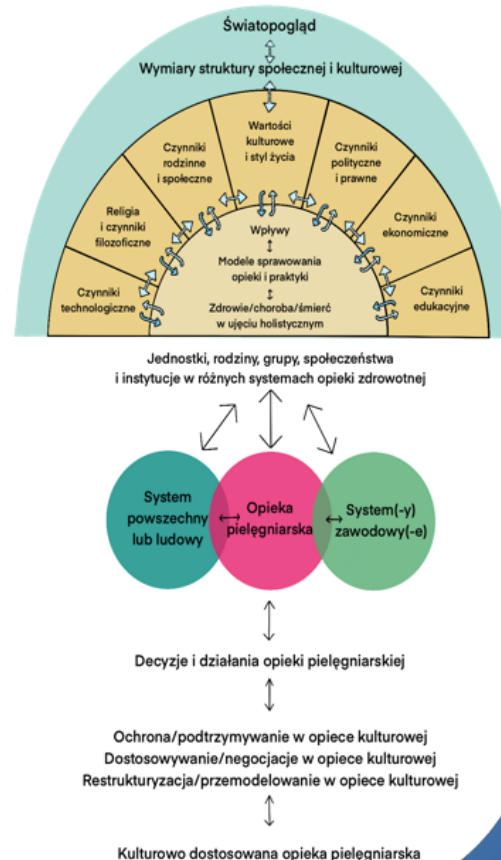 Światopogląd
Wymiary struktury społecznej i kulturowej
Wartości
kulturowe
i styl życia
Czynniki
rodzinne
i społeczne
Czynniki
polityczne
i prawne
Religia
i czynniki
filozoficzne
Czynniki
ekonomiczne
Czynniki
technologiczne
Czynniki
edukacyjne
Wpływy
Modele sprawowania
opieki i praktyki
Zdrowie/choroba/śmierć
w ujęciu holistycznym
Jednostki, rodziny, grupy, społeczeństwa
i instytucje w różnych systemach opieki zdrowotnej
System
powszechny
lub ludowy
Opieka
pielęgniarska
System(-y)
zawodowy(-e)
Decyzje i działania opieki pielęgniarskiej
Ochrona/podtrzymywanie w opiece kulturowej
Dostosowywanie/negocjacje w opiece kulturowej
Restrukturyzacja/przemodelowanie w opiece kulturowej
Kulturowo dostosowana opieka pielęgniarska